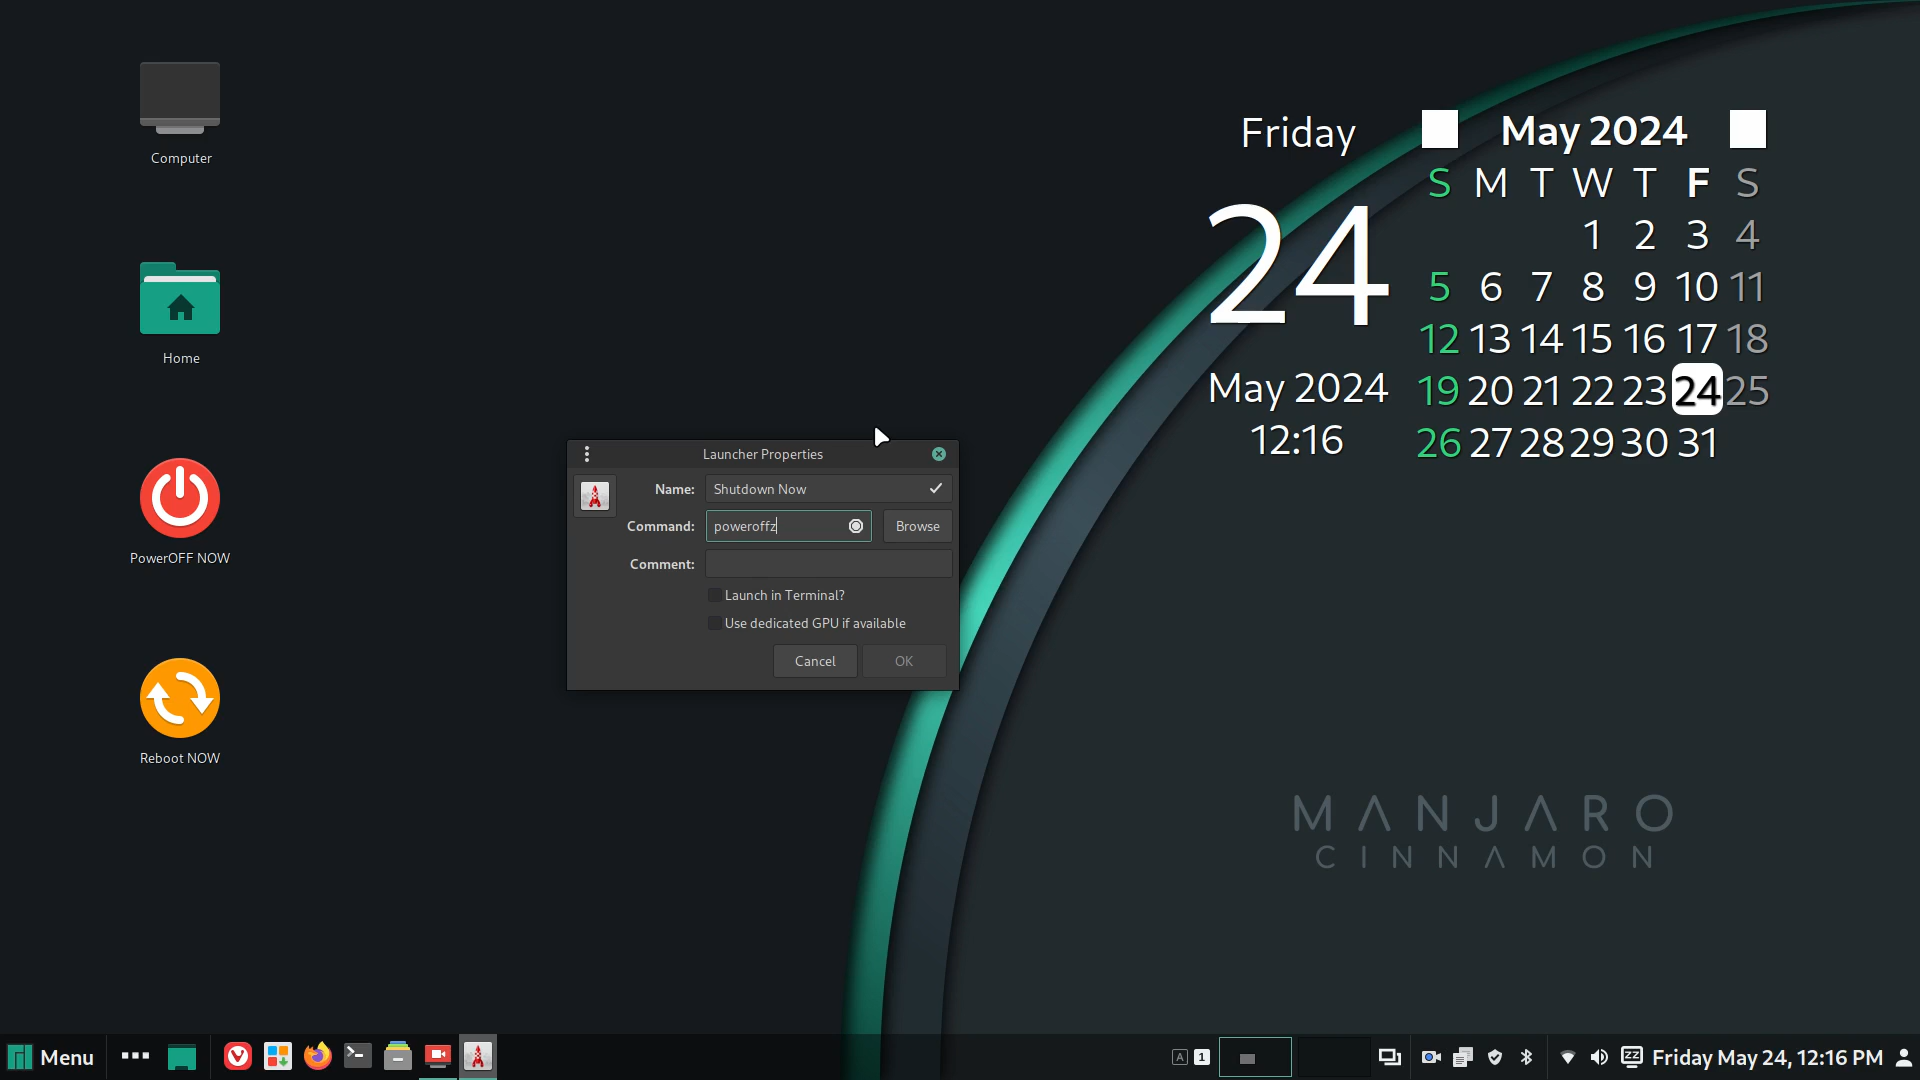 Computer
Home
PowerOFF NOW
Reboot NOW
Friday
24
May 2024
12:16
May 2024
S M T W T F S
1 2 3 4
5 6 7 8 9 10 11
12 13 14 15 16 17 18
19 20 21 22 23 24 25
26 27 28 29 30 31
Launcher Properties
Name: Shutdown Now
Command: poweroffz Browse
Comment:
Launch in Terminal?
Use dedicated GPU if available
Cancel OK
MANJARO
CINNAMON
Menu
A 1
zz
Friday May 24, 12:16 PM